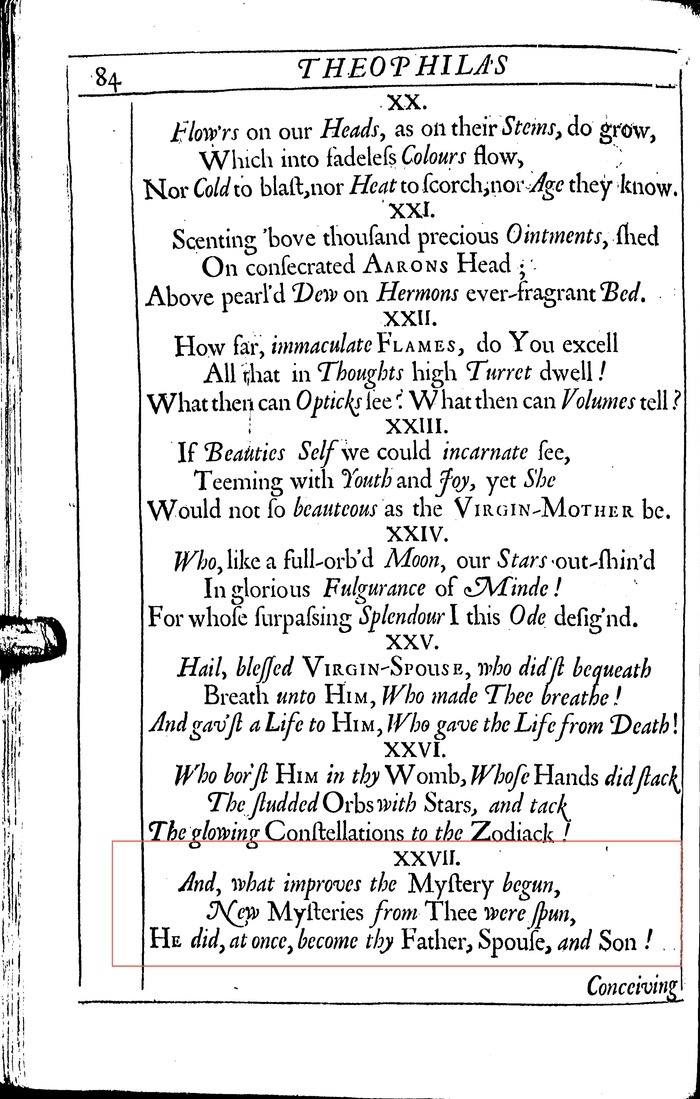 84
THEOPHILA'S
XX.
Flow'rs on our Heads, as on their Stems, do grow,
Which into fadeleſs Colours flow,
Nor Cold to blaſt, nor Heat to ſcorch, nor Age they know.
XXI.
Scenting 'bove thouſand precious Ointments, ſhed
On conſecrated AARONS Head ;
Above pearl'd Dew on Hermons ever-fragrant Bed.
XXII.
How far, immaculate FLAMES, do You excell
All that in Thoughts high Turret dwell !
What then can Opticks ſee ? What then can Volumes tell ?
XXIII.
If Beauties Self we could incarnate ſee,
Teeming with Youth and Joy, yet She
Would not ſo beauteous as the VIRGIN-MOTHER be.
XXIV.
Who, like a full-orb'd Moon, our Stars out-ſhin'd
In glorious Fulgurance of Minde !
For whoſe ſurpaſsing Splendour I this Ode deſig'nd.
XXV.
Hail, bleſſed VIRGIN-SPOUSE, who didſt bequeath
Breath unto HIM, Who made Thee breathe !
And gav'ſt a Life to HIM, Who gave the Life from Death !
XXVI.
Who bor'ſt HIM in thy Womb, Whoſe Hands did ſtack
The ſtudded Orbs with Stars, and tack
The glowing Conſtellations to the Zodiack !
XXVII.
And, what improves the Myſtery begun,
New Myſteries from Thee were ſpun,
HE did, at once, become thy Father, Spouſe, and Son !
Conceiving